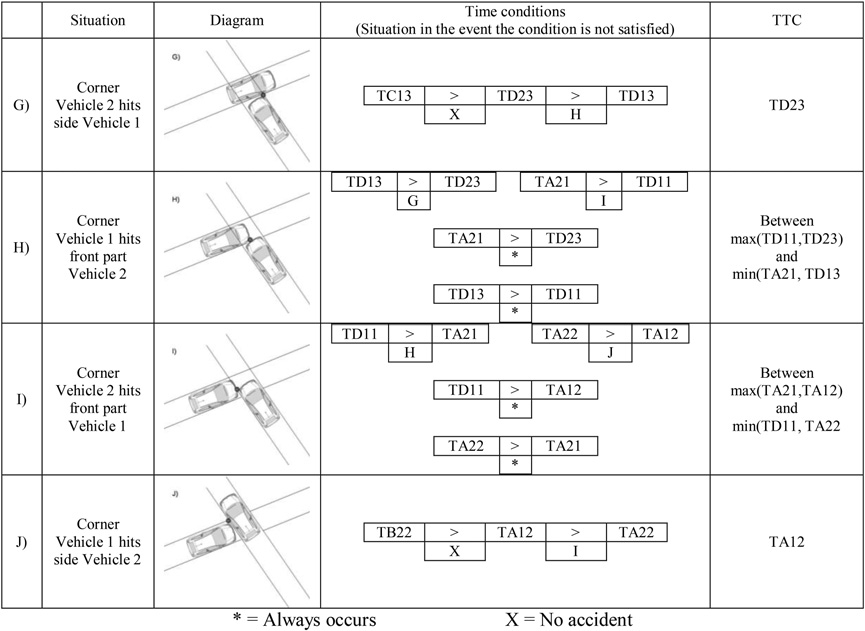 Situation
Diagram
Time conditions
(Situation in the event the condition is not satisfied)
TTC
G)
Corner
Vehicle 2 hits
side Vehicle 1
G)
TC13 > TD23 > TD13
X H
TD23
H)
Corner
Vehicle 1 hits
front part
Vehicle 2
H)
TD13 > TD23 TA21 > TD11
G I
TA21 > TD23
*
TD13 > TD11
*
Between
max(TD11,TD23)
and
min(TA21, TD13
I)
Corner
Vehicle 2 hits
front part
Vehicle 1
I)
TD11 > TA21 TA22 > TA12
H J
TD11 > TA12
*
TA22 > TA21
*
Between
max(TA21,TA12)
and
min(TD11, TA22
J)
Corner
Vehicle 1 hits
side Vehicle 2
J)
TB22 > TA12 > TA22
X I
TA12
* = Always occurs X = No accident